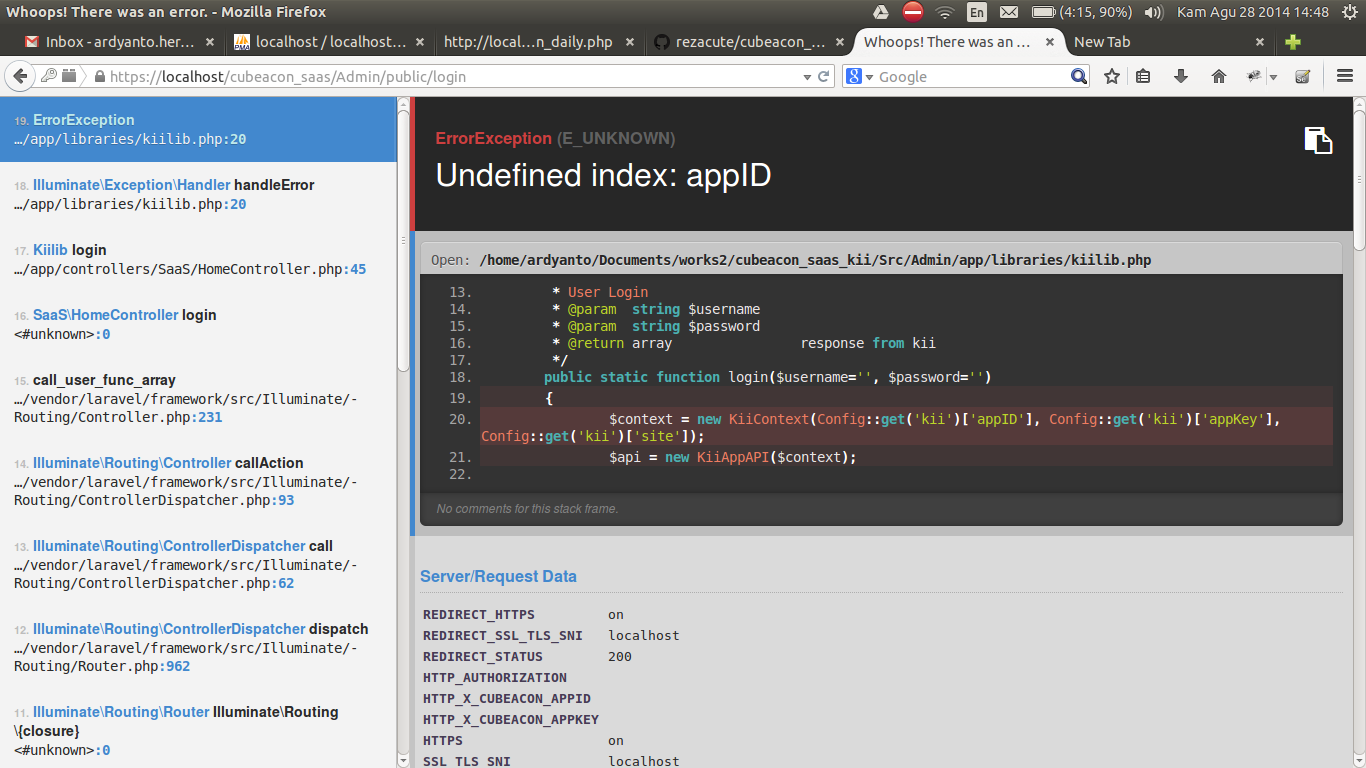 Whoops! There was an error. - Mozilla Firefox
En
(4:15, 90%)
Kam Agu 28 2014 14:48
Inbox - ardyanto.her... ×
localhost / localhost... ×
http://local...n_daily.php ×
rezacute/cubeacon_... ×
Whoops! There was an ... ×
New Tab ×
https://localhost/cubeacon_saas/Admin/public/login
Google
19. ErrorException
…/app/libraries/kiilib.php:20
18. Illuminate\Exception\Handler handleError
…/app/libraries/kiilib.php:20
17. Kiilib login
…/app/controllers/SaaS/HomeController.php:45
16. SaaS\HomeController login
<#unknown>:0
15. call_user_func_array
…/vendor/laravel/framework/src/Illuminate/-
Routing/Controller.php:231
14. Illuminate\Routing\Controller callAction
…/vendor/laravel/framework/src/Illuminate/-
Routing/ControllerDispatcher.php:93
13. Illuminate\Routing\ControllerDispatcher call
…/vendor/laravel/framework/src/Illuminate/-
Routing/ControllerDispatcher.php:62
12. Illuminate\Routing\ControllerDispatcher dispatch
…/vendor/laravel/framework/src/Illuminate/-
Routing/Router.php:962
11. Illuminate\Routing\Router Illuminate\Routing
\{closure}
<#unknown>:0
ErrorException (E_UNKNOWN)
Undefined index: appID
Open: /home/ardyanto/Documents/works2/cubeacon_saas_kii/Src/Admin/app/libraries/kiilib.php
13. * User Login
14. * @param string $username
15. * @param string $password
16. * @return array response from kii
17. */
18. public static function login($username='', $password='')
19. {
20. $context = new KiiContext(Config::get('kii')['appID'], Config::get('kii')['appKey'],
Config::get('kii')['site']);
21. $api = new KiiAppAPI($context);
22.
No comments for this stack frame.
Server/Request Data
REDIRECT_HTTPS on
REDIRECT_SSL_TLS_SNI localhost
REDIRECT_STATUS 200
HTTP_AUTHORIZATION
HTTP_X_CUBEACON_APPID
HTTP_X_CUBEACON_APPKEY
HTTPS on
SSL_TLS_SNI localhost